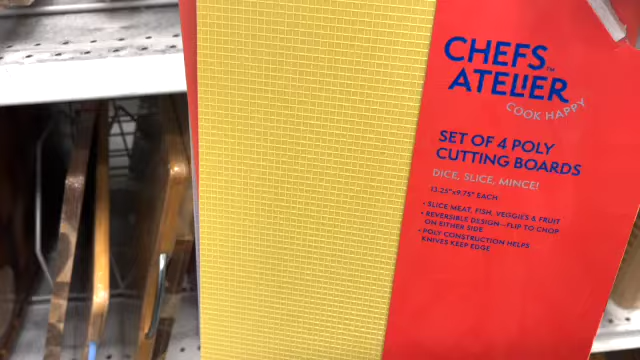 CHEFS™
ATELIER
COOK HAPPY
SET OF 4 POLY
CUTTING BOARDS
DICE, SLICE, MINCE!
13.25"x9.75" EACH
• SLICE MEAT, FISH, VEGGIES & FRUIT
• REVERSIBLE DESIGN—FLIP TO CHOP
ON EITHER SIDE
• POLY CONSTRUCTION HELPS
KNIVES KEEP EDGE